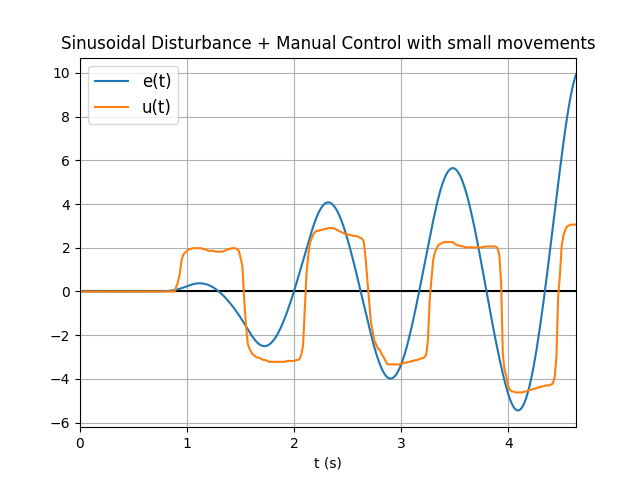 Sinusoidal Disturbance + Manual Control with small movements
10
8
6
4
2
0
−2
−4
−6
e(t)
u(t)
0 1 2 3 4
t (s)